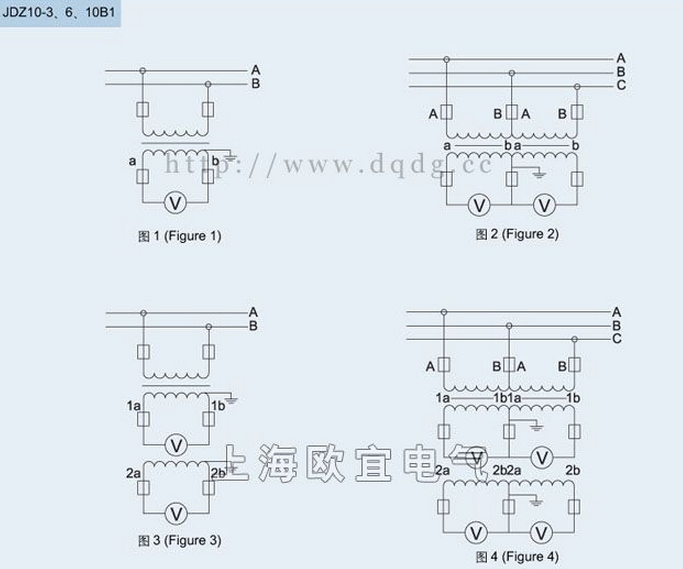 JDZ10-3、6、10B1
A
B
a
b
V
图1 (Figure 1)
A
B
C
A
B
A
B
a
b
a
b
V
V
图2 (Figure 2)
http://www.dqdg.cc
A
B
1a
1b
V
2a
2b
V
图3 (Figure 3)
A
B
C
A
B
A
B
1a
1b
1a
1b
V
V
2a
2b
2a
2b
V
V
图4 (Figure 4)
上海欧宜电气